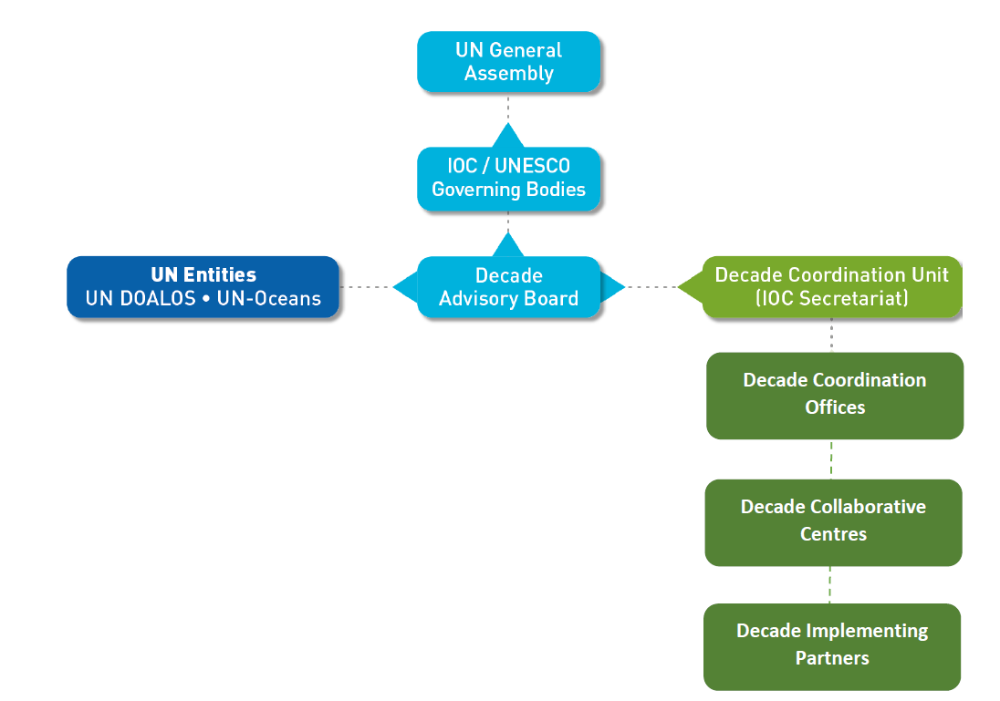 UN General
Assembly
IOC / UNESCO
Governing Bodies
UN Entities
UN DOALOS • UN-Oceans
Decade
Advisory Board
Decade Coordination Unit
(IOC Secretariat)
Decade Coordination
Offices
Decade Collaborative
Centres
Decade Implementing
Partners